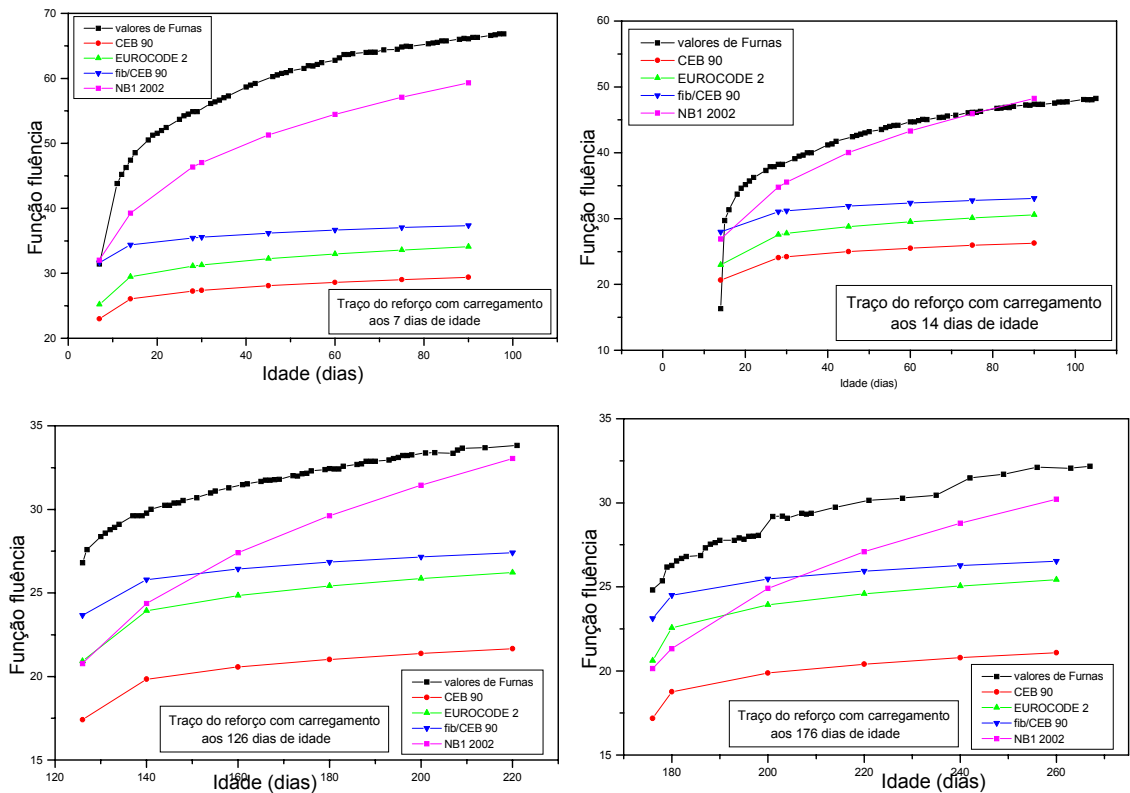 valores de Furnas
CEB 90
EUROCODE 2
fib/CEB 90
NB1 2002
Função fluência
70
60
50
40
30
20
0
20
40
60
80
100
Idade (dias)
Traço do reforço com carregamento
aos 7 dias de idade
valores de Furnas
CEB 90
EUROCODE 2
fib/CEB 90
NB1 2002
Função fluência
60
50
40
30
20
10
0
20
40
60
80
100
Idade (dias)
Traço do reforço com carregamento
aos 14 dias de idade
Função fluência
35
30
25
20
15
120
140
160
180
200
220
Idade (dias)
Traço do reforço com carregamento
aos 126 dias de idade
valores de Furnas
CEB 90
EUROCODE 2
fib/CEB 90
NB1 2002
Função fluência
35
30
25
20
15
180
200
220
240
260
Idade (dias)
Traço do reforço com carregamento
aos 176 dias de idade
valores de Furnas
CEB 90
EUROCODE 2
fib/CEB 90
NB1 2002